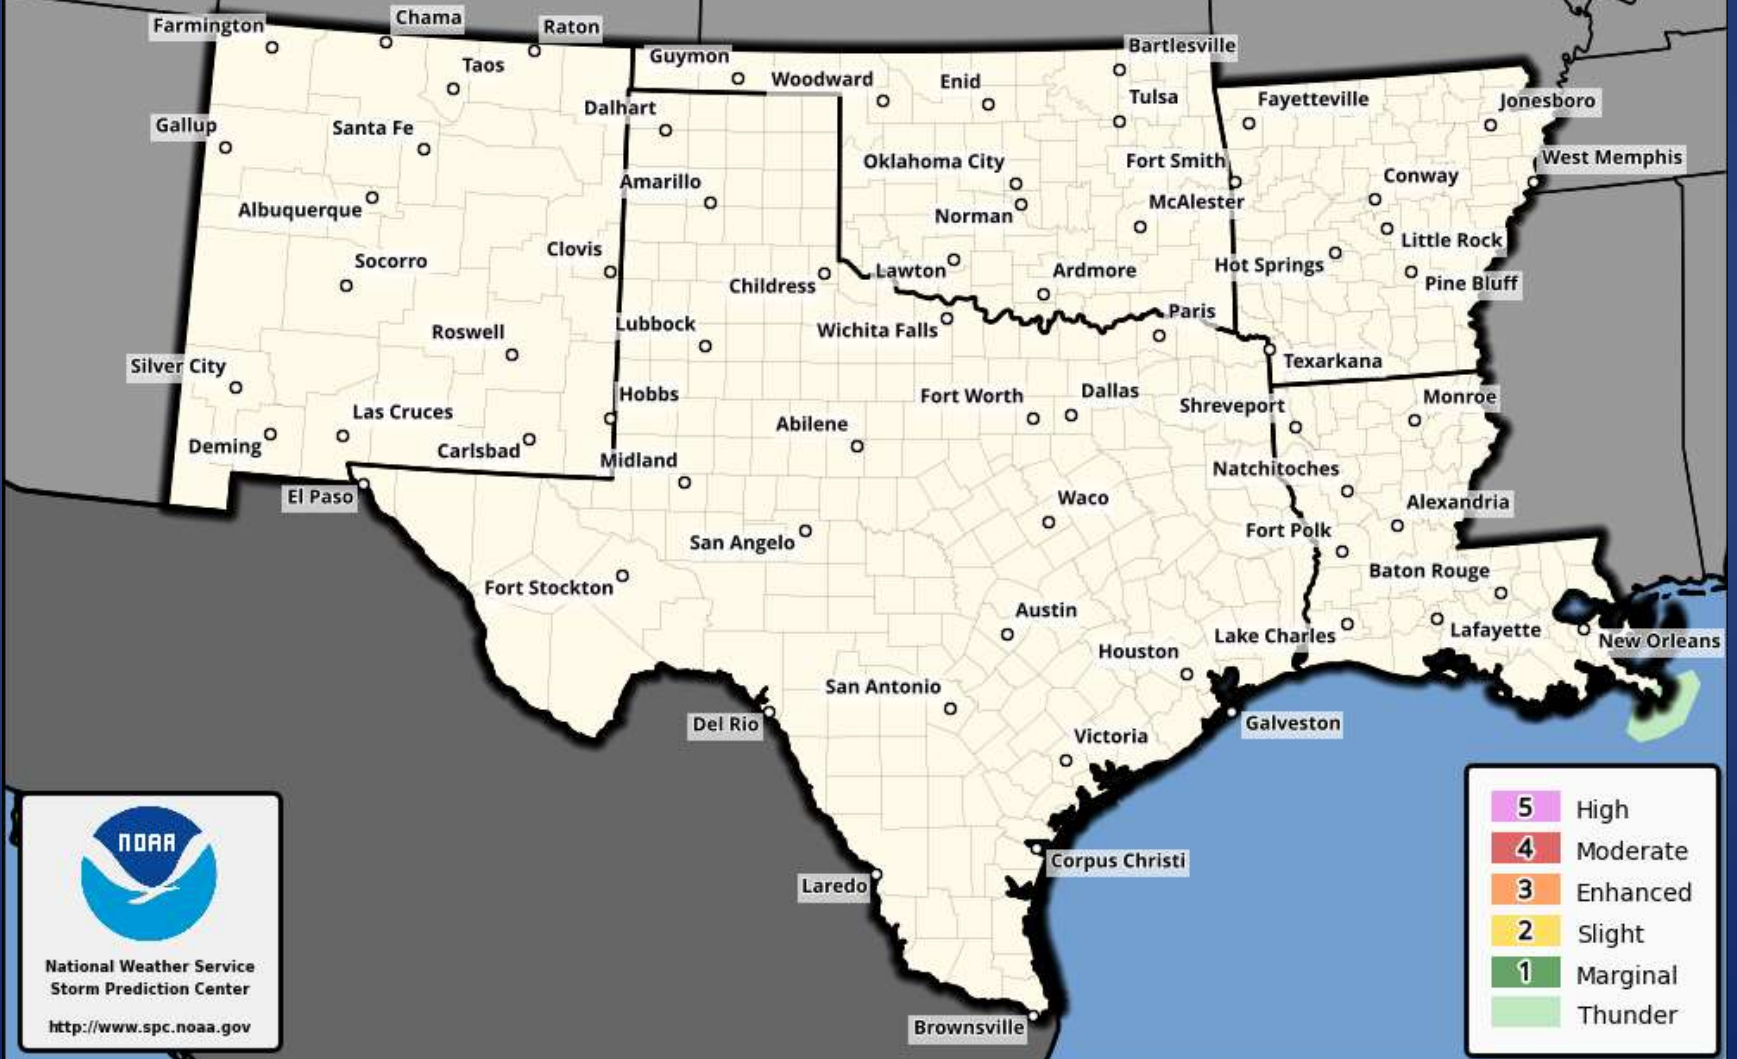 Farmington
Chama
Raton
Taos
Guymon
Woodward
Enid
Bartlesville
Dalhart
Tulsa
Fayetteville
Jonesboro
Gallup
Santa Fe
Oklahoma City
Fort Smith
West Memphis
Amarillo
Conway
Albuquerque
Norman
McAlester
Little Rock
Socorro
Clovis
Childress
Lawton
Ardmore
Hot Springs
Pine Bluff
Roswell
Lubbock
Wichita Falls
Paris
Silver City
Texarkana
Hobbs
Fort Worth
Dallas
Shreveport
Monroe
Las Cruces
Abilene
Deming
Carlsbad
Midland
Natchitoches
El Paso
Waco
Alexandria
San Angelo
Fort Polk
Fort Stockton
Baton Rouge
Austin
Lake Charles
Lafayette
New Orleans
Houston
San Antonio
Del Rio
Galveston
Victoria
Corpus Christi
Laredo
Brownsville
NOAA
National Weather Service
Storm Prediction Center
http://www.spc.noaa.gov
5 High
4 Moderate
3 Enhanced
2 Slight
1 Marginal
Thunder